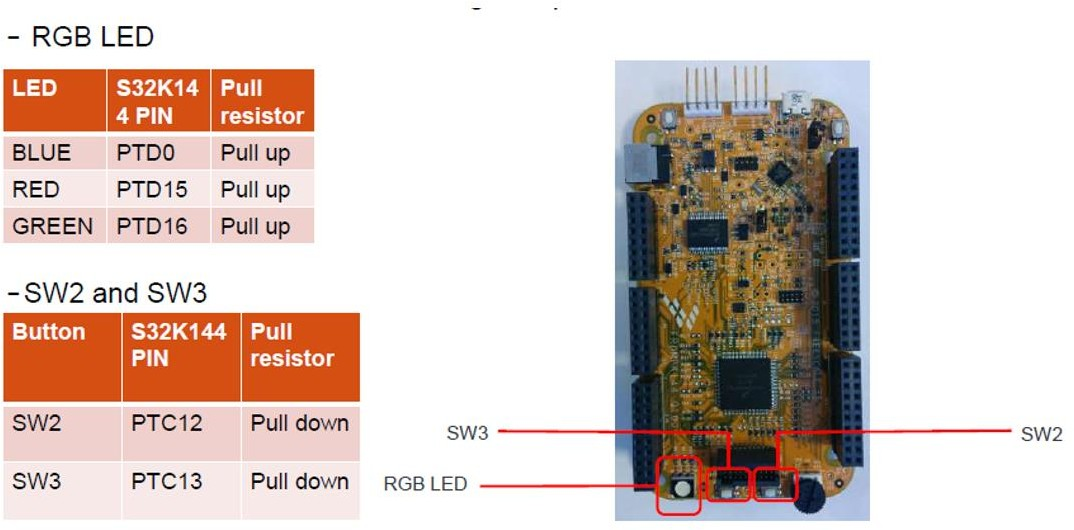 - RGB LED
LED S32K14 Pull
4 PIN resistor
BLUE PTD0 Pull up
RED PTD15 Pull up
GREEN PTD16 Pull up
-SW2 and SW3
Button S32K144 Pull
PIN resistor
SW2 PTC12 Pull down
SW3 PTC13 Pull down
SW3
SW2
RGB LED